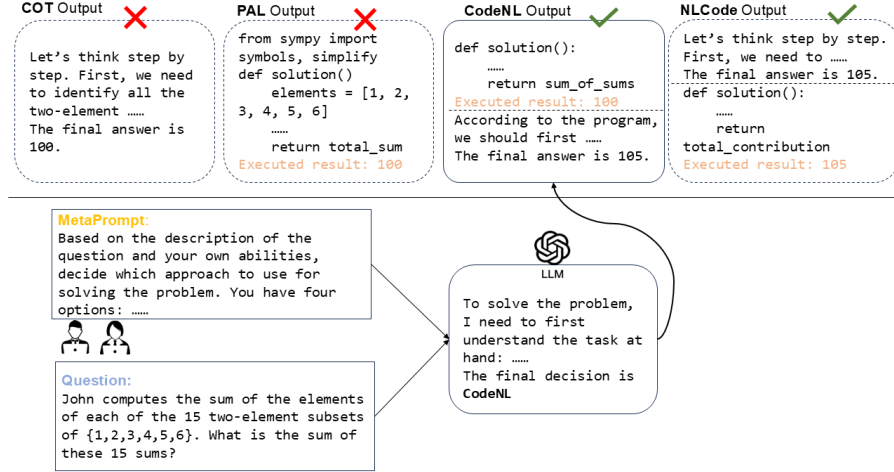 COT Output
Let's think step by
step. First, we need
to identify all the
two-element ……
The final answer is
100.
PAL Output
from sympy import
symbols, simplify
def solution()
elements = [1, 2,
3, 4, 5, 6]
……
return total_sum
Executed result: 100
CodeNL Output
def solution():
……
return sum_of_sums
Executed result: 100
According to the program,
we should first ……
The final answer is 105.
NLCode Output
Let's think step by step.
First, we need to ……
The final answer is 105.
def solution():
……
return
total_contribution
Executed result: 105
MetaPrompt:
Based on the description of the
question and your own abilities,
decide which approach to use for
solving the problem. You have four
options: ……
Question:
John computes the sum of the elements
of each of the 15 two-element subsets
of {1,2,3,4,5,6}. What is the sum of
these 15 sums?
LLM
To solve the problem,
I need to first
understand the task at
hand: ……
The final decision is
CodeNL